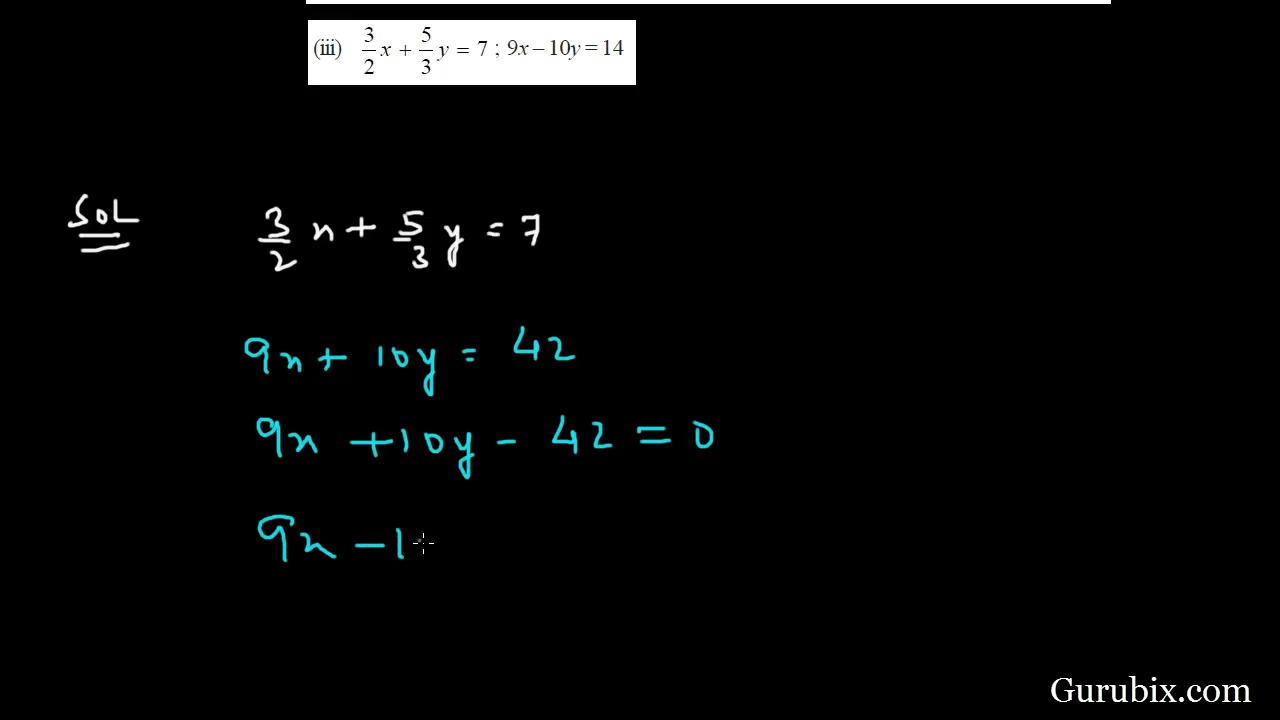 (iii) 3/2 x + 5/3 y = 7 ; 9x – 10y = 14
SOL
3/2 x + 5/3 y = 7
9x + 10y = 42
9x + 10y - 42 = 0
9x - 1
Gurubix.com